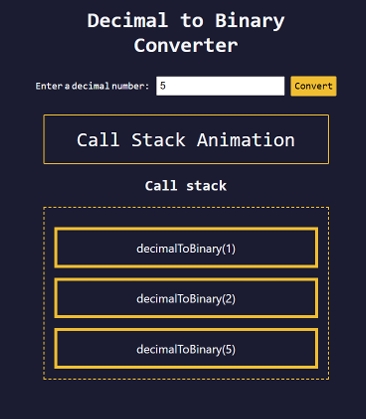 Decimal to Binary
Converter
Enter a decimal number: 5 Convert
Call Stack Animation
Call stack
decimalToBinary(1)
decimalToBinary(2)
decimalToBinary(5)